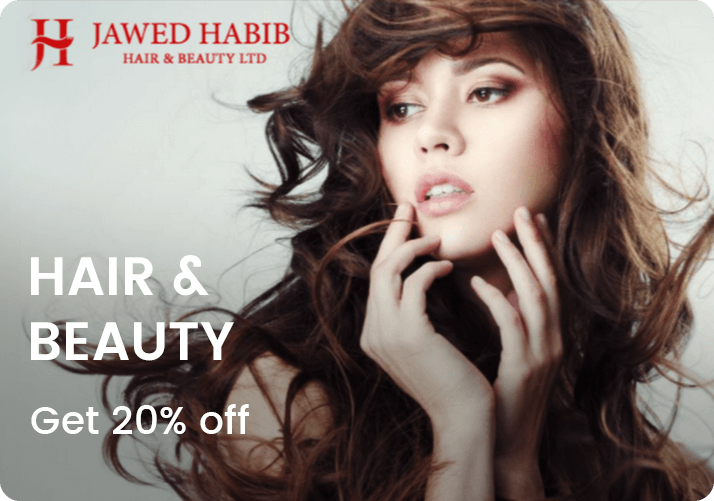 JAWED HABIB
HAIR & BEAUTY LTD
HAIR &
BEAUTY
Get 20% off